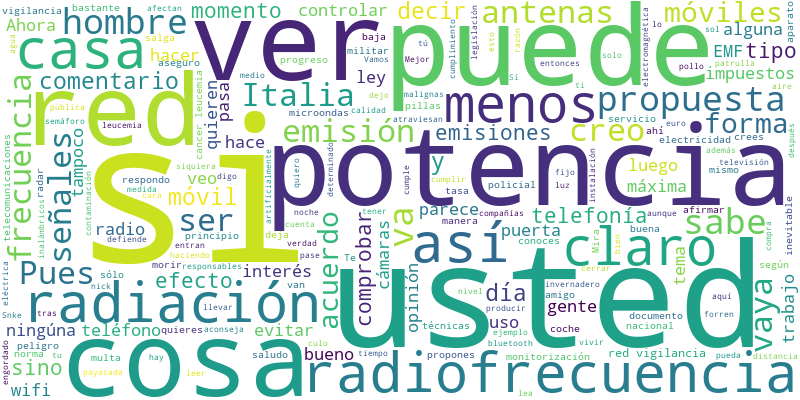 vigilancia
bastante
afectan
momento
controlar
decir
antenas
móviles
sol
alguna
lo
Ahora
hombre
agua
salga
hacer
aseguro
baja
militar
Vamos
ver
puede
cumplimiento
tú
Mejor
legislación
esto
razón
solo
Si
entonces
electromagnética
EMF
tipo
aparato
patrulla
pollo
impuestos
casa
comentario
quieren
pasa
progreso
ley
menos
propuesta
forma
red
frecuencia
señales
leucemia
pública
semáforo
cáncer leucemia
microondas
medio
dejo
Italia
calidad
pillas
atraviesan
malignas
emisión
emisiones
creo
servicio
euro
ahí
electricidad
crees
televisión
además
aire
después
telecomunicaciones
inalámbricos
radar
tampoco
contaminación
respondo
medida
cara
móvil
hace
veo
siquiera
digo
artificialmente
quiero
determinado
si
potencia
y
cumple
cumplir
tasa
policial
fijo
luz
instalación
luego
máxima
mismo
radio
defiende
ser
principio
entran
haciendo
cuenta
noche
deja
verdad
pase
acuerdo
tener
cámaras
comprobar
compañías
va
parece
manera
puerta
conoces
telefonía
aunque
buena
Mira
bien
cerrar
afirmar
tema
sabe
inevitable
compra
según
así
claro
eléctrica
Snke
Pues
efecto
sólo
nick
tras
morir
responsables
llevar
interés
van
dir
Te
opinión
día
nivel
técnicas
producir
ejemplo
bluetooth
gente
uso
invernadero
amigo
coche
documento
nacional
aquí
forren
vaya
trabajo
radiación
usted
ninguna
teléfono
quieres
evitar
peligro
norma
tu
multa
hay
aconseja
saludo
culo
bueno
tiempo
propones
vivir
monitorización
red vigilancia
pueda
distancia
engordado
sino
wifi
payasada
leer
cosa
radiofrecuencia
lea
ti